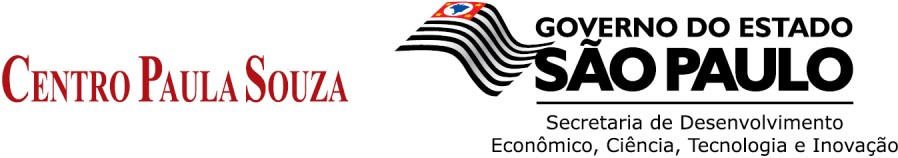 CENTRO PAULA SOUZA
GOVERNO DO ESTADO
SÃO PAULO
Secretaria de Desenvolvimento
Econômico, Ciência, Tecnologia e Inovação